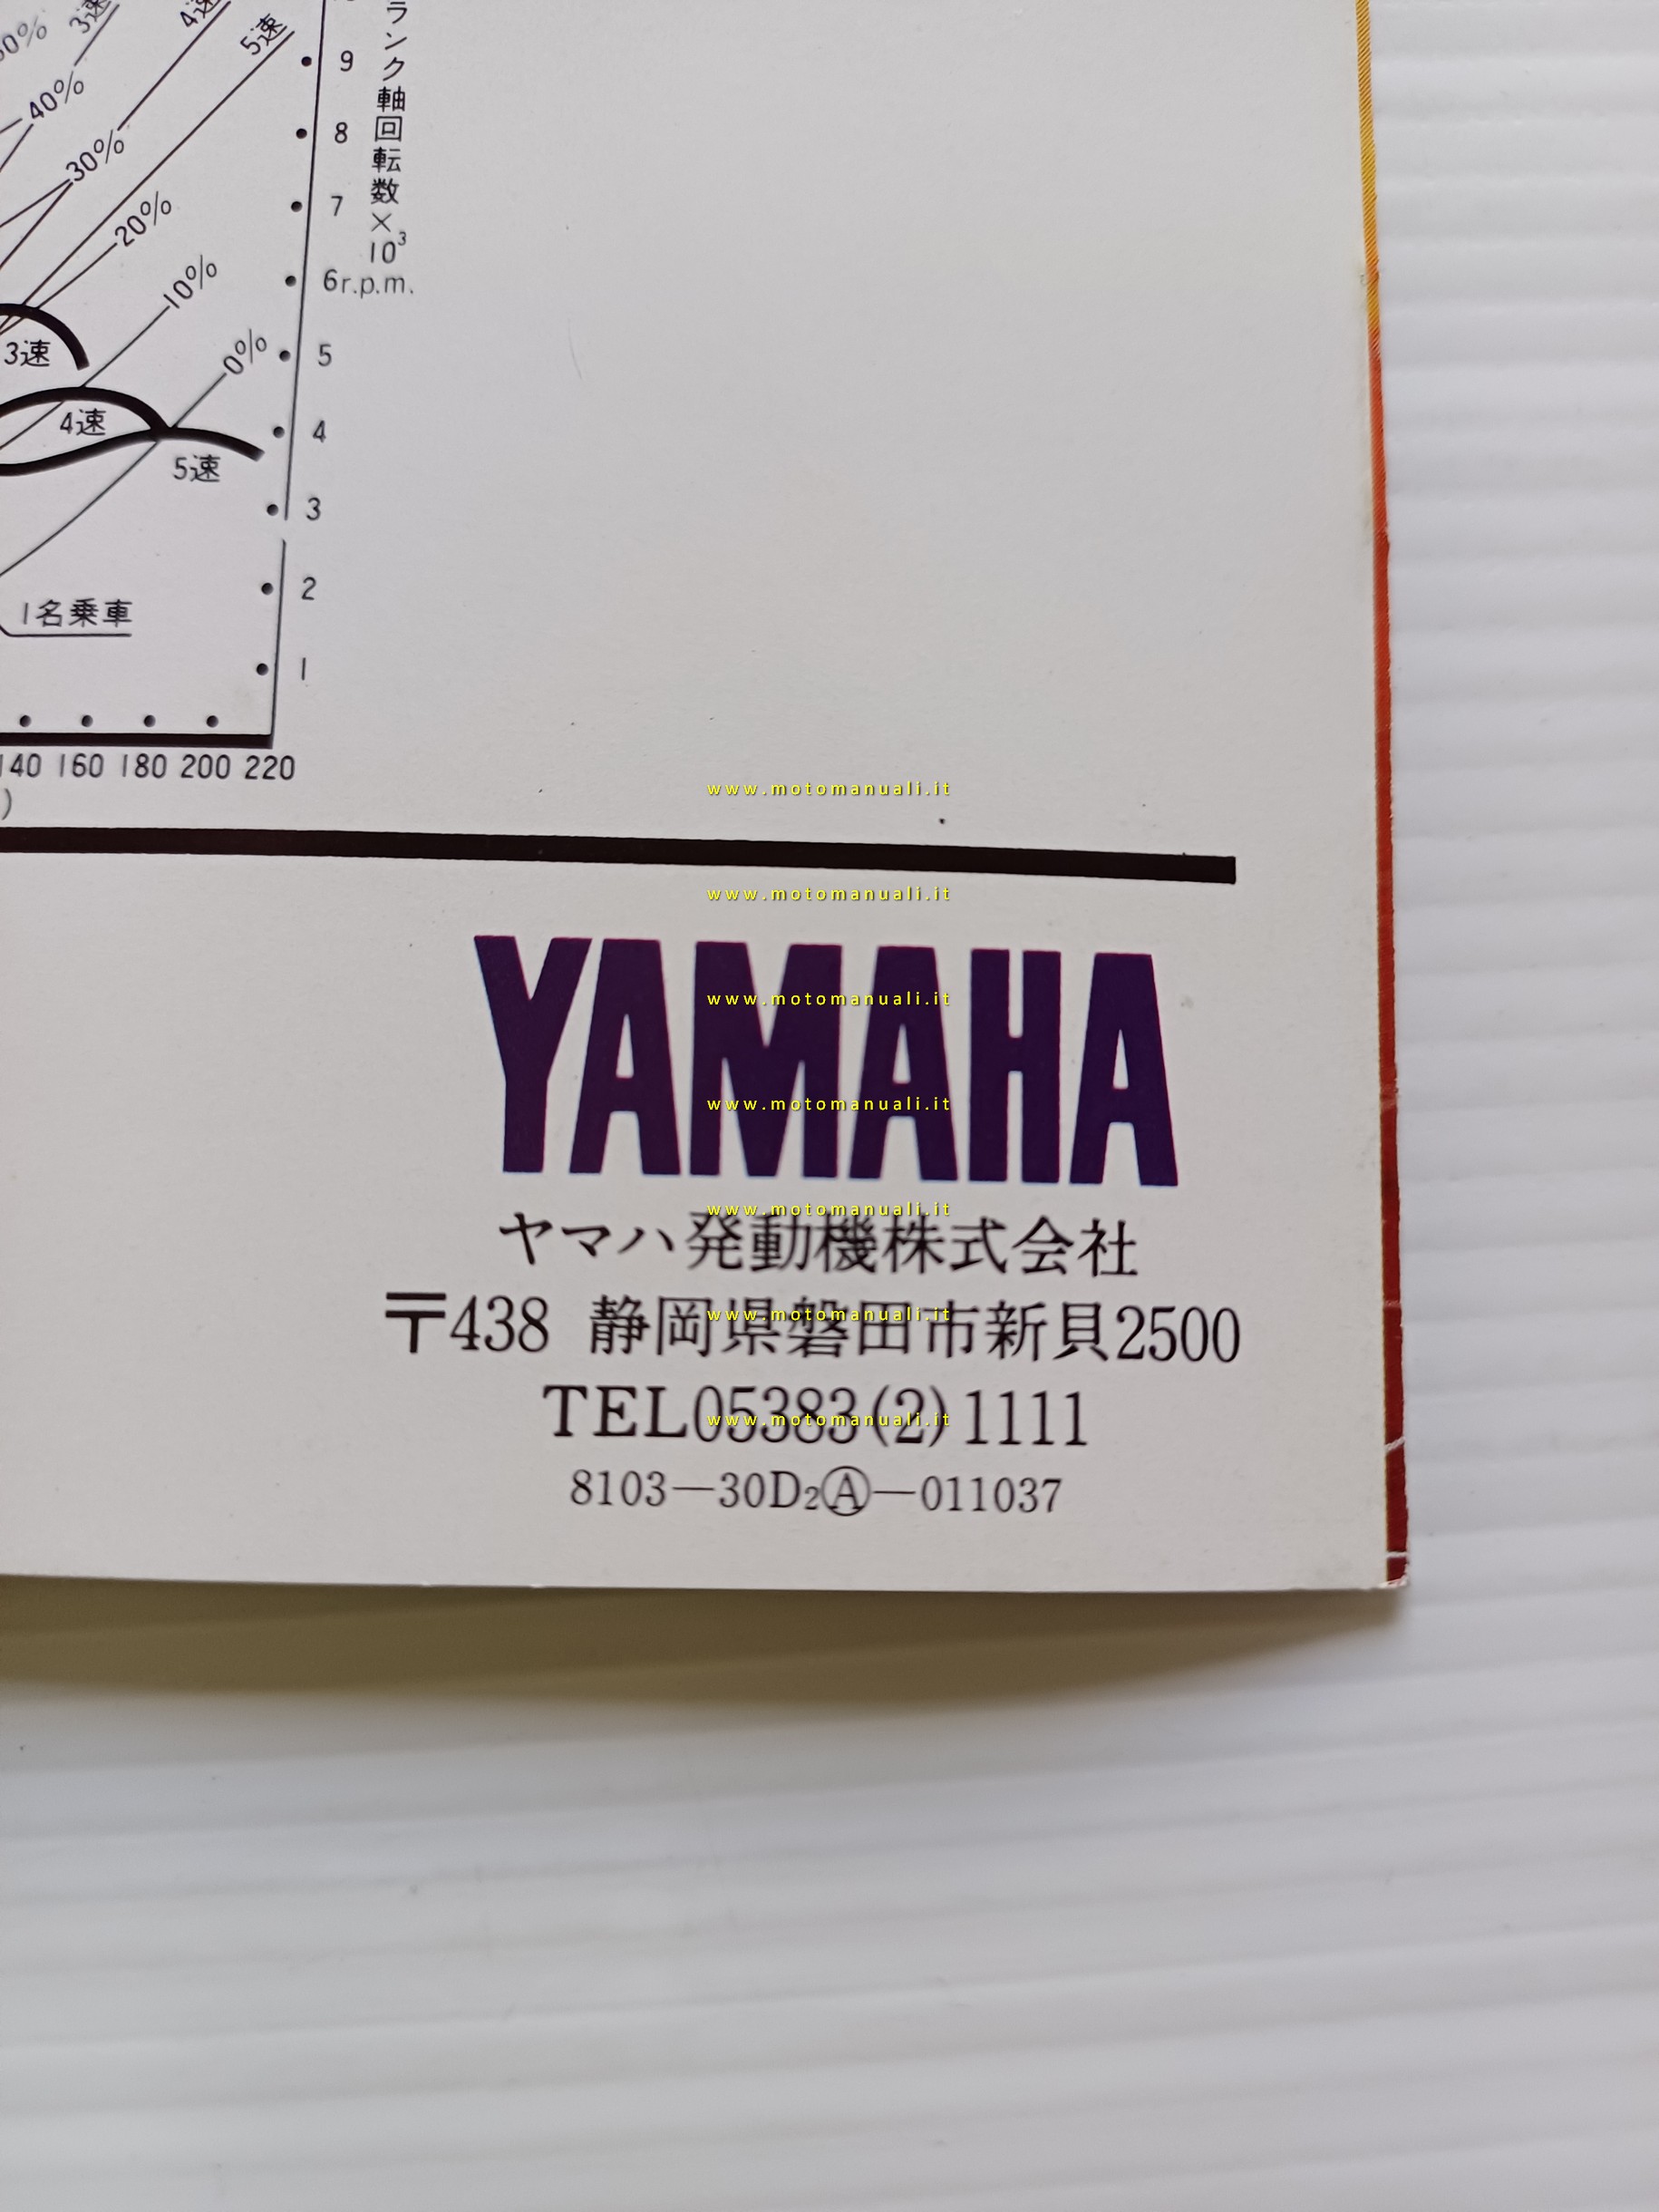 3速
4速
5速
40%
30%
20%
10%
0%
ランク軸回転数×10³
9
8
7
6r.p.m.
5
4
3
2
1
3速
4速
5速
1名乗車
140 160 180 200 220
)
www.motomanuali.it
www.motomanuali.it
YAMAHA
www.motomanuali.it
www.motomanuali.it
www.motomanuali.it
ヤマハ発動機株式会社
www.motomanuali.it
〒438 静岡県磐田市新貝2500
www.motomanuali.it
TEL05383(2)1111
8103—30D₂Ⓐ—011037